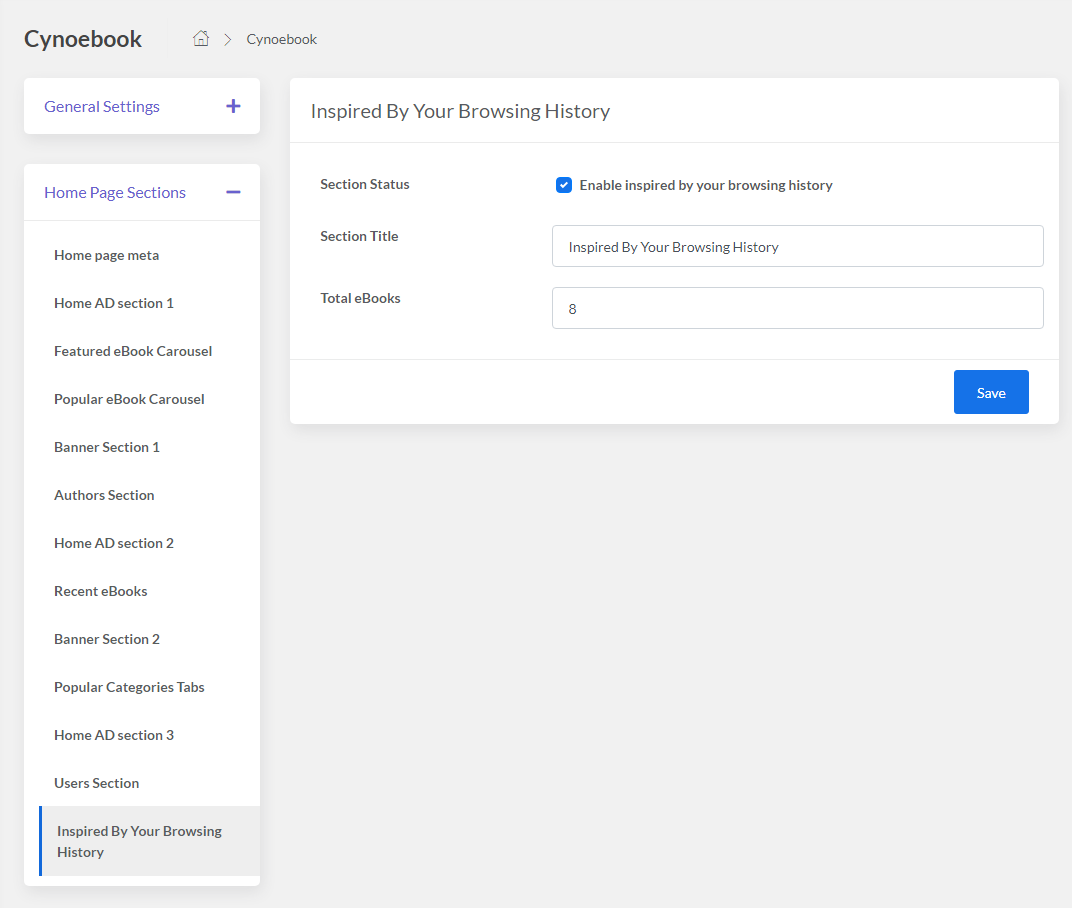 Cynoebook
Cynoebook
General Settings
Home Page Sections
Home page meta
Home AD section 1
Featured eBook Carousel
Popular eBook Carousel
Banner Section 1
Authors Section
Home AD section 2
Recent eBooks
Banner Section 2
Popular Categories Tabs
Home AD section 3
Users Section
Inspired By Your Browsing
History
Inspired By Your Browsing History
Section Status
Enable inspired by your browsing history
Section Title
Inspired By Your Browsing History
Total eBooks
8
Save